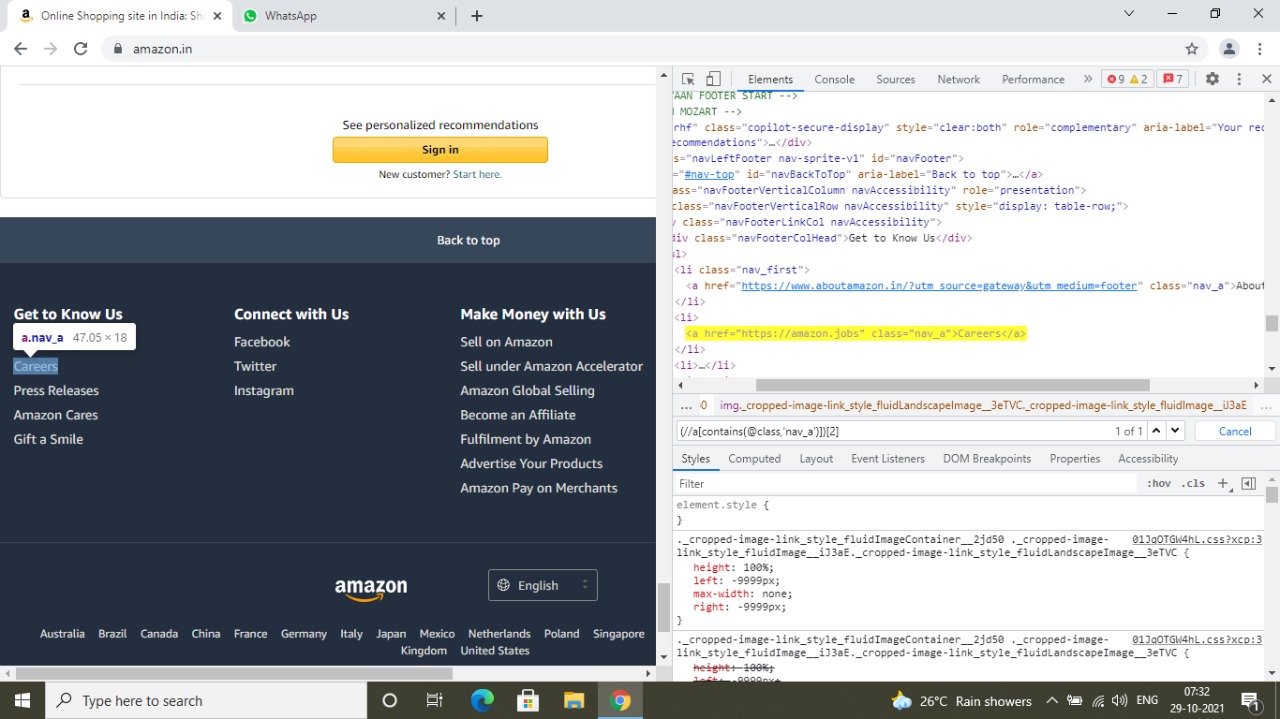 Online Shopping site in India: Sh
WhatsApp
amazon.in
See personalized recommendations
Sign in
New customer? Start here.
Back to top
Get to Know Us
a.nav_a 47.05 × 18
Careers
Press Releases
Amazon Cares
Gift a Smile
Connect with Us
Facebook
Twitter
Instagram
Make Money with Us
Sell on Amazon
Sell under Amazon Accelerator
Amazon Global Selling
Become an Affiliate
Fulfilment by Amazon
Advertise Your Products
Amazon Pay on Merchants
amazon
English
Australia Brazil Canada China France Germany Italy Japan Mexico Netherlands Poland Singapore
Kingdom United States
Elements Console Sources Network Performance » 9 2 7
YAAN FOOTER START -->
MOZART -->
rhf" class="copilot-secure-display" style="clear:both" role="complementary" aria-label="Your rec
ecommendations">…</div>
s="navLeftFooter nav-sprite-v1" id="navFooter">
="#nav-top" id="navBackToTop" aria-label="Back to top">…</a>
ass="navFooterVerticalColumn navAccessibility" role="presentation">
class="navFooterVerticalRow navAccessibility" style="display: table-row;">
class="navFooterLinkCol navAccessibility">
div class="navFooterColHead">Get to Know Us</div>
ul>
<li class="nav_first">
<a href="https://www.aboutamazon.in/?utm_source=gateway&utm_medium=footer" class="nav_a">About
</li>
<li>
<a href="https://amazon.jobs" class="nav_a">Careers</a>
</li>
<li>…</li>
… 0 img._cropped-image-link_style_fluidLandscapeImage__3eTVC._cropped-image-link_style_fluidImage__iJ3aE …
(//a[contains(@class,'nav_a')])[2] 1 of 1 Cancel
Styles Computed Layout Event Listeners DOM Breakpoints Properties Accessibility
Filter :hov .cls +
element.style {
}
._cropped-image-link_style_fluidImageContainer__2jd50 ._cropped-image- 01JqOTGW4hL.css?xcp:3
link_style_fluidImage__iJ3aE._cropped-image-link_style_fluidLandscapeImage__3eTVC {
height: 100%;
left: -9999px;
max-width: none;
right: -9999px;
}
._cropped-image-link_style_fluidImageContainer__2jd50 ._cropped-image- 01JqOTGW4hL.css?xcp:3
link_style_fluidImage__iJ3aE._cropped-image-link_style_fluidLandscapeImage__3eTVC {
height: 100%;
left: -9999px;
Type here to search
26°C Rain showers
ENG
07:32
29-10-2021
1